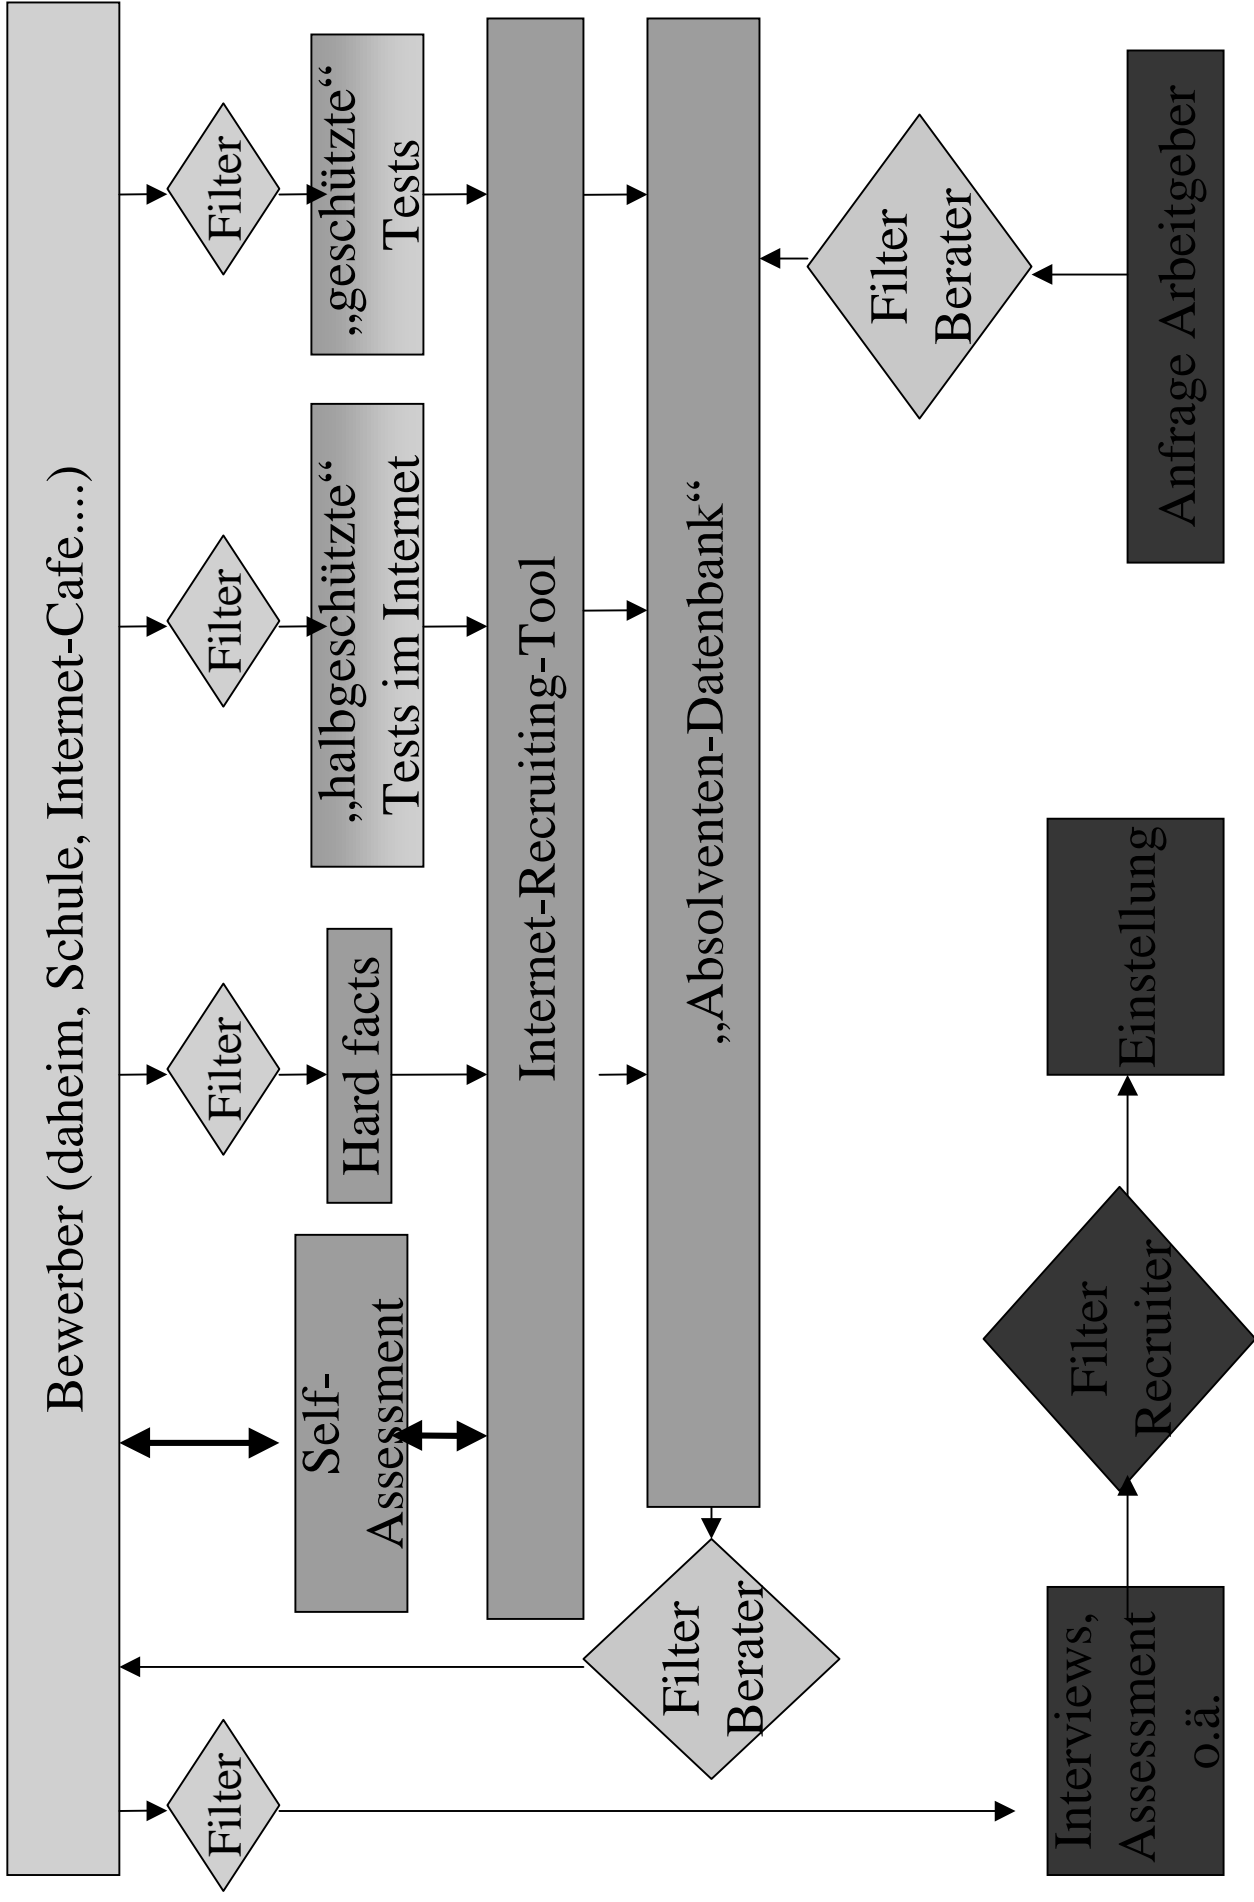 Bewerber (daheim, Schule, Internet-Cafe....)
Filter
Filter
Filter
Filter
Self-
Assessment
Hard facts
„halbgeschützte“
Tests im Internet
„geschützte“
Tests
Internet-Recruiting-Tool
Filter
Berater
„Absolventen-Datenbank“
Filter
Berater
Interviews,
Assessment
o.ä.
Filter
Recruiter
Einstellung
Anfrage Arbeitgeber